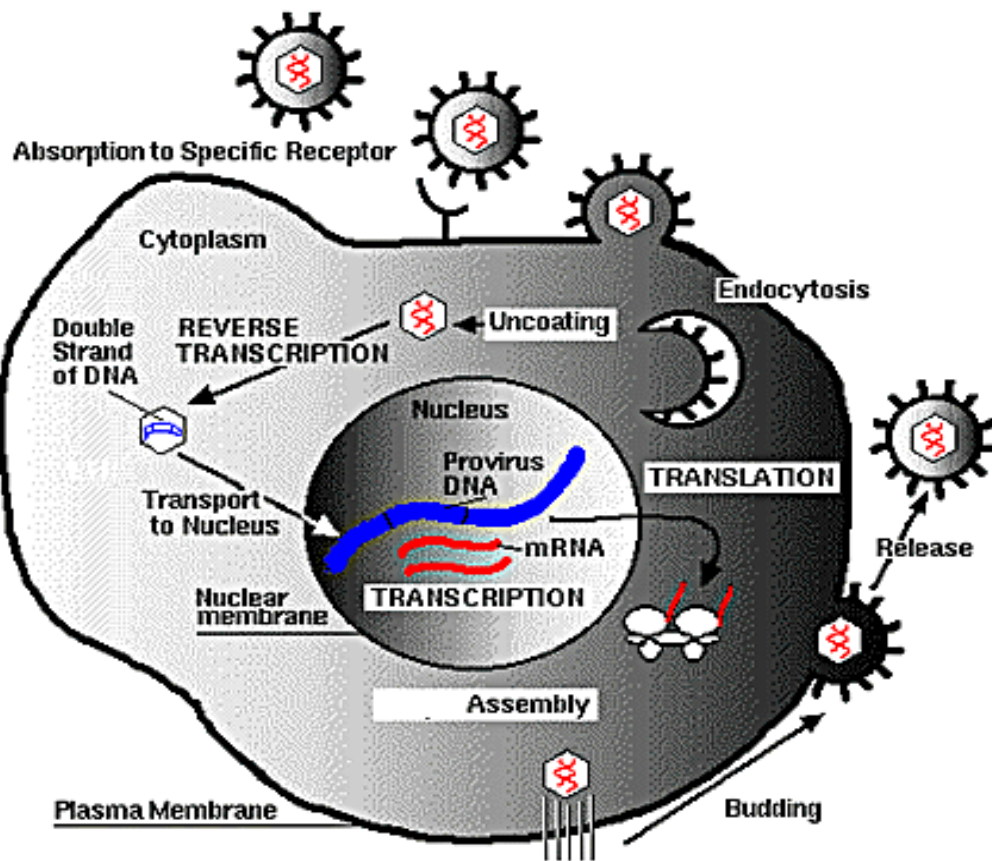 Absorption to Specific Receptor
Cytoplasm
Endocytosis
Uncoating
Double
Strand
of DNA
REVERSE
TRANSCRIPTION
Nucleus
Provirus
DNA
TRANSLATION
Transport
to Nucleus
mRNA
Release
TRANSCRIPTION
Nuclear
membrane
Assembly
Plasma Membrane
Budding